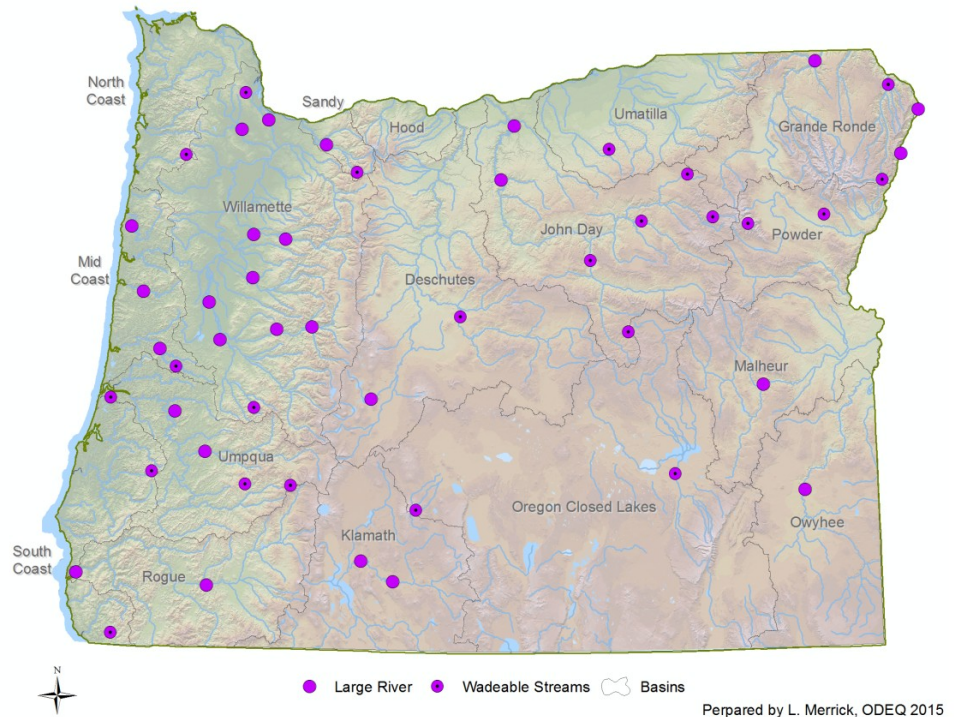 North
Coast
Sandy
Hood
Umatilla
Grande Ronde
Willamette
John Day
Powder
Mid
Coast
Deschutes
Malheur
Umpqua
Oregon Closed Lakes
Owyhee
Klamath
South
Coast
Rogue
N
Large River
Wadeable Streams
Basins
Perpared by L. Merrick, ODEQ 2015